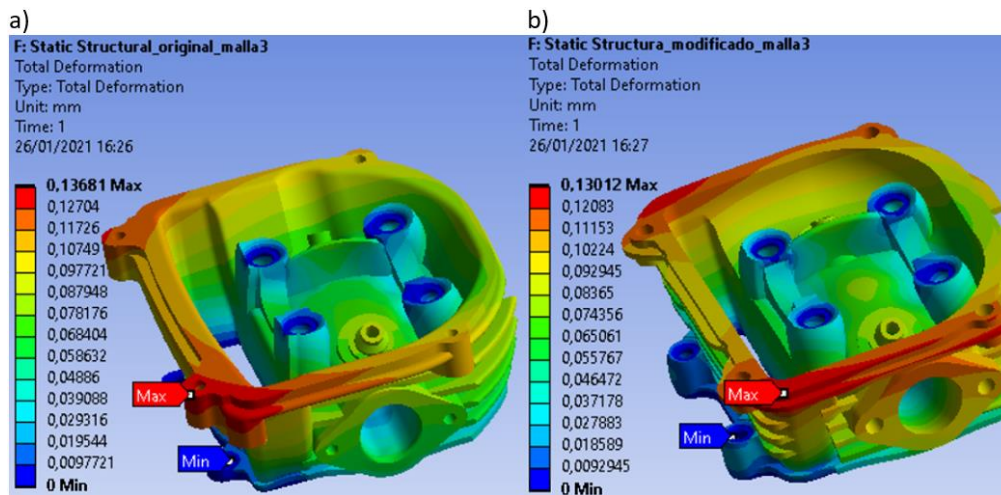 a)
F: Static Structural_original_malla3
Total Deformation
Type: Total Deformation
Unit: mm
Time: 1
26/01/2021 16:26
0,13681 Max
0,12704
0,11726
0,10749
0,097721
0,087948
0,078176
0,068404
0,058632
0,04886
0,039088
0,029316
0,019544
0,0097721
0 Min
Max
Min
b)
F: Static Structura_modificado_malla3
Total Deformation
Type: Total Deformation
Unit: mm
Time: 1
26/01/2021 16:27
0,13012 Max
0,12083
0,11153
0,10224
0,092945
0,08365
0,074356
0,065061
0,055767
0,046472
0,037178
0,027883
0,018589
0,0092945
0 Min
Max
Min